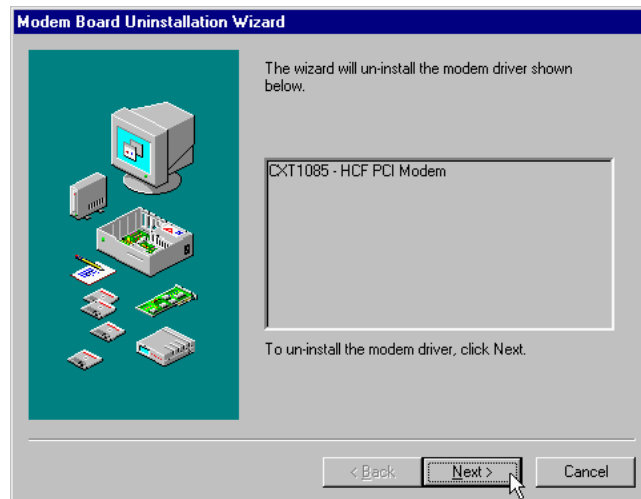 Modem Board Uninstallation Wizard
The wizard will un-install the modem driver shown
below.
CXT1085 - HCF PCI Modem
To un-install the modem driver, click Next.
< Back
Next >
Cancel